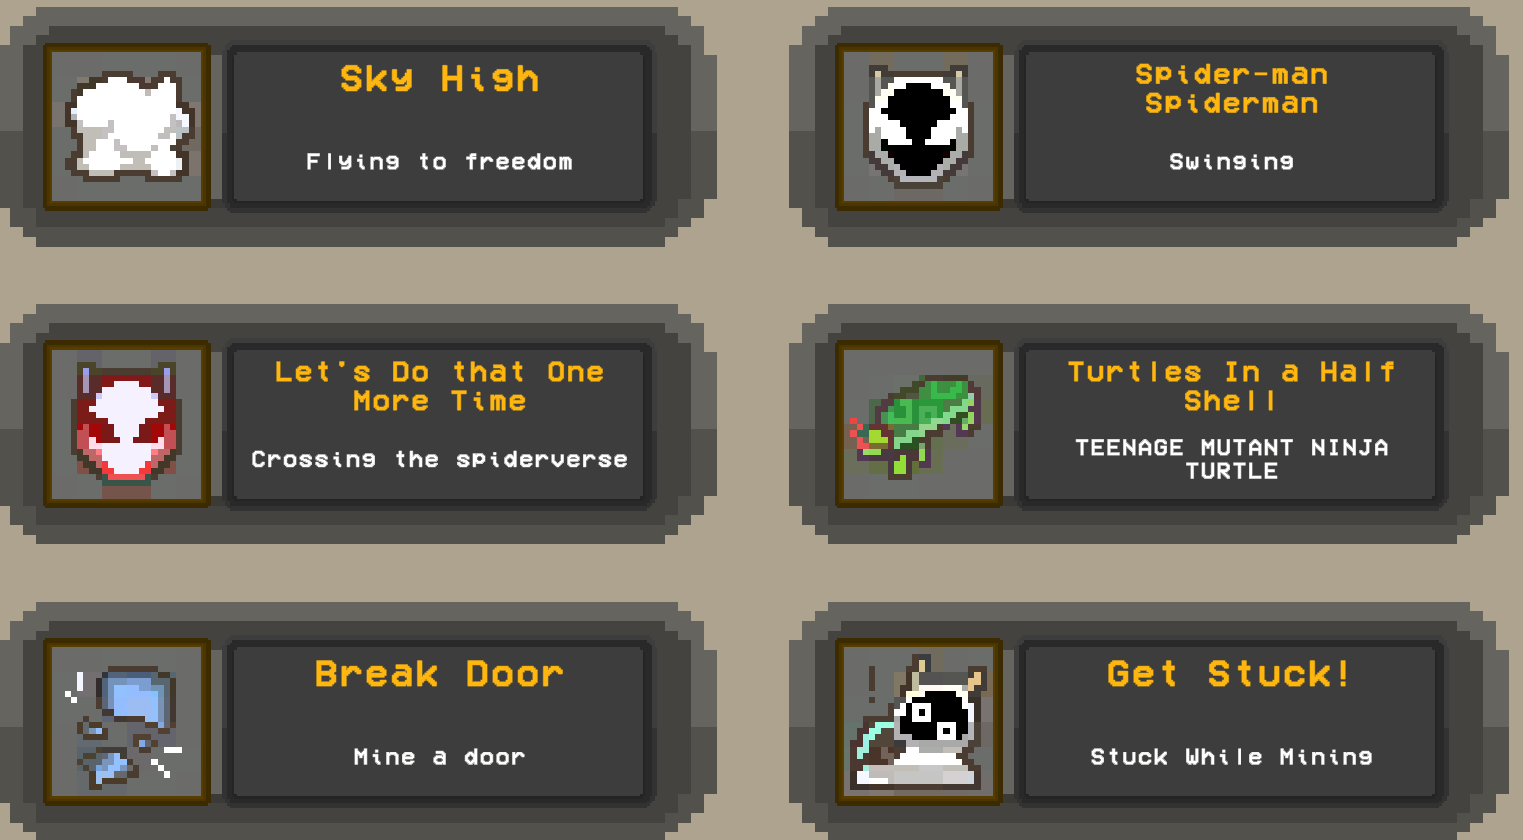 Sky High
Flying to freedom
Spider-man
Spiderman
Swinging
Let's Do that One
More Time
Crossing the spiderverse
Turtles In a Half
Shell
TEENAGE MUTANT NINJA
TURTLE
Break Door
Mine a door
Get Stuck!
Stuck While Mining